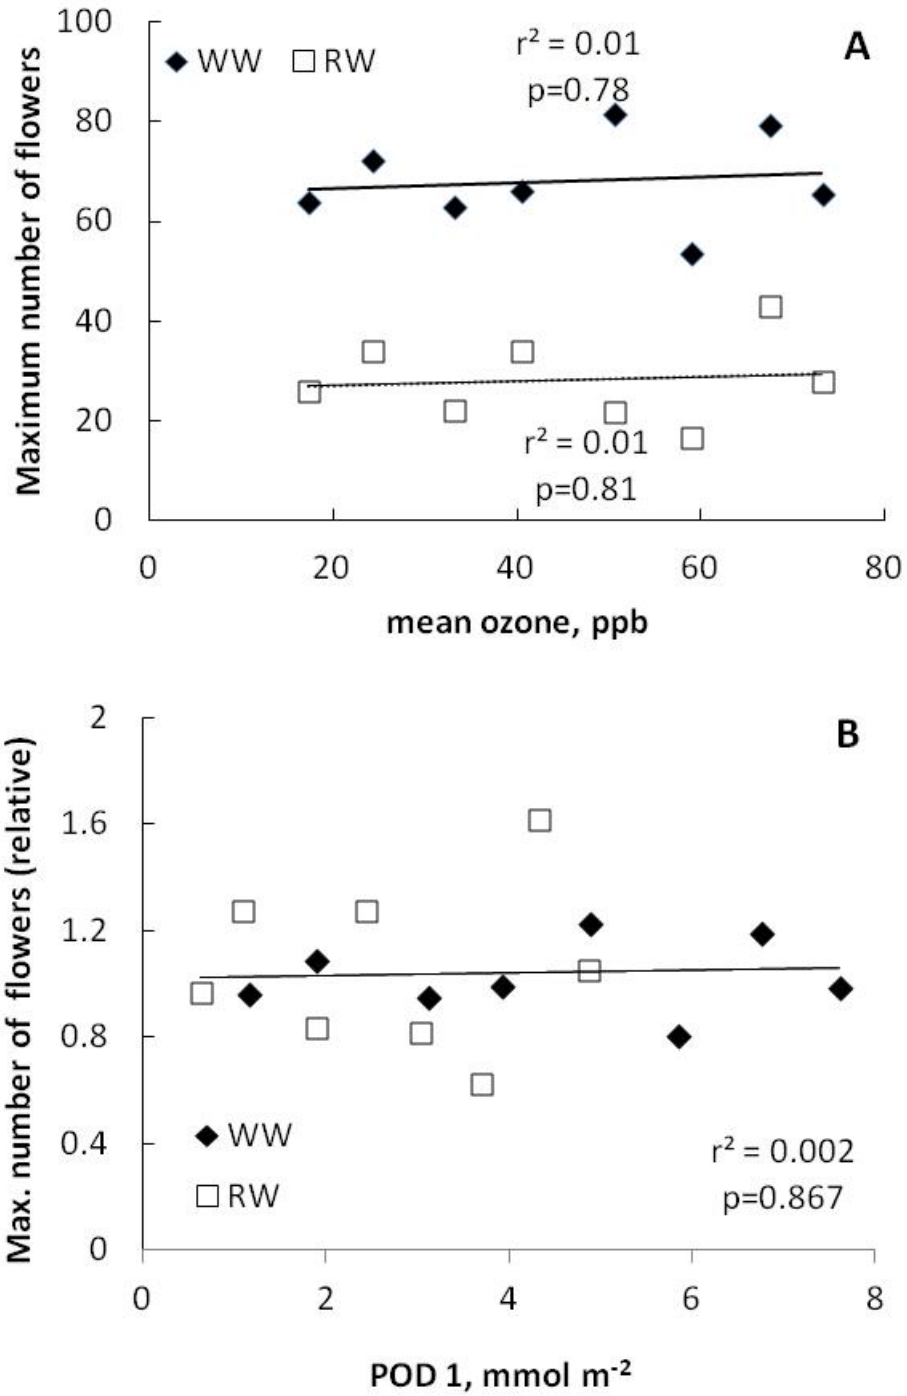 100
80
60
40
20
0
Maximum number of flowers
WW RW
r² = 0.01
p=0.78
A
r² = 0.01
p=0.81
0 20 40 60 80
mean ozone, ppb
2
1.6
1.2
0.8
0.4
0
Max. number of flowers (relative)
B
WW
RW
r² = 0.002
p=0.867
0 2 4 6 8
POD 1, mmol m⁻²